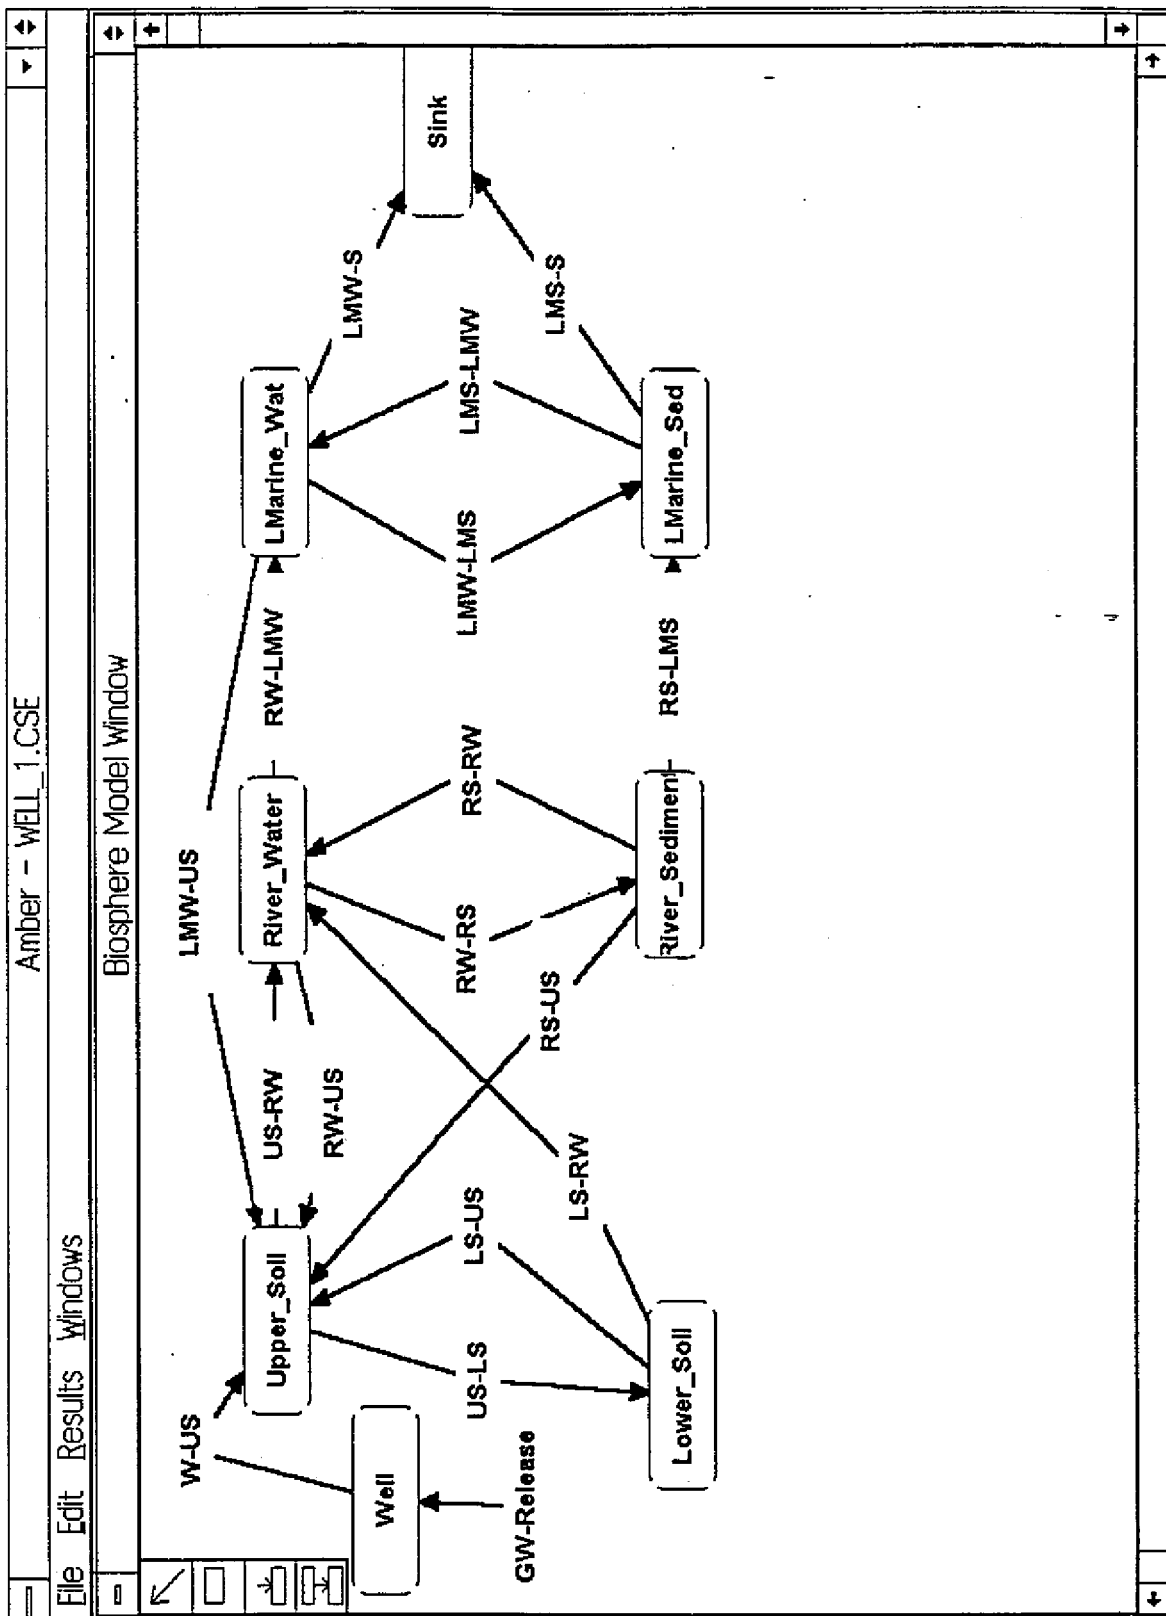 Amber - WELL_1.CSE
File Edit Results Windows
Biosphere Model Window
W-US
LMW-US
Upper_Soil
US-RW
River_Water
RW-LMW
LMarine_Wat
RW-US
LMW-S
Well
Sink
US-LS
LS-US
RW-RS
RS-RW
LMW-LMS
LMS-LMW
GW-Release
RS-US
LMS-S
LS-RW
Lower_Soil
River_Sediment
RS-LMS
LMarine_Sed